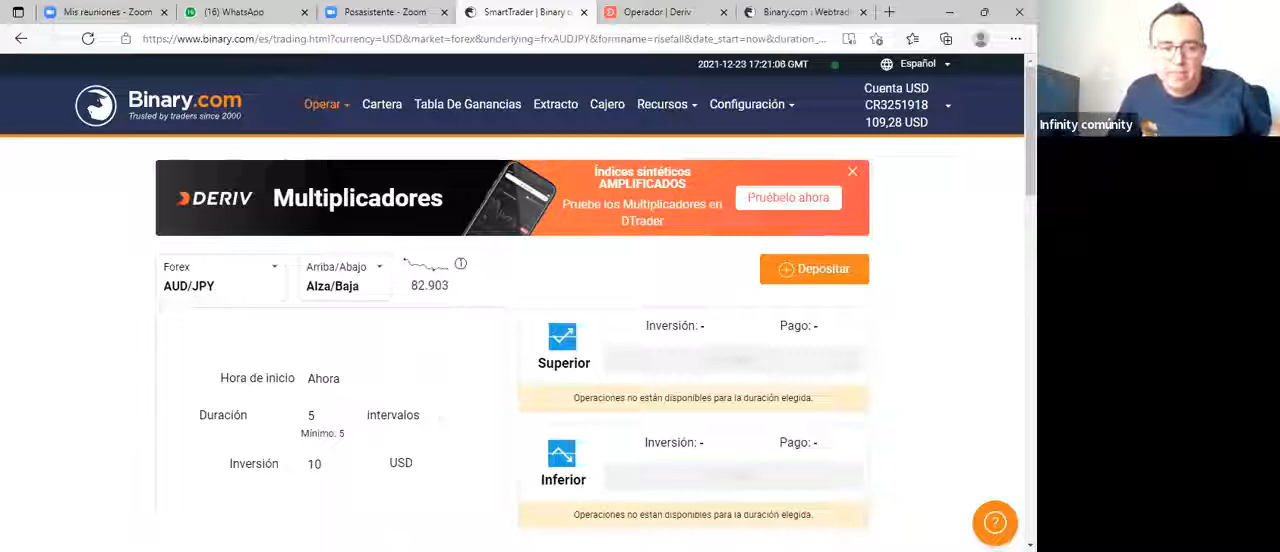 Mis reuniones - Zoom
(16) WhatsApp
Posasistente - Zoom
SmartTrader | Binary
Operador | Deriv
Binary.com : Webtrad
https://www.binary.com/es/trading.html?currency=USD&market=forex&underlying=frxAUDJPY&formname=risefall&date_start=now&duration_...
2021-12-23 17:21:08 GMT
Español
Binary.com
Trusted by traders since 2000
Operar
Cartera
Tabla De Ganancias
Extracto
Cajero
Recursos
Configuración
Cuenta USD
CR3251918
109,28 USD
Infinity comúnity
DERIV
Multiplicadores
Índices sintéticos
AMPLIFICADOS
Pruebe los Multiplicadores en
DTrader
Pruébelo ahora
Forex
AUD/JPY
Arriba/Abajo
Alza/Baja
82.903
Depositar
Hora de inicio Ahora
Duración 5 intervalos
Mínimo. 5
Inversión 10 USD
Inversión: - Pago: -
Superior
Operaciones no están disponibles para la duración elegida.
Inversión: - Pago: -
Inferior
Operaciones no están disponibles para la duración elegida.